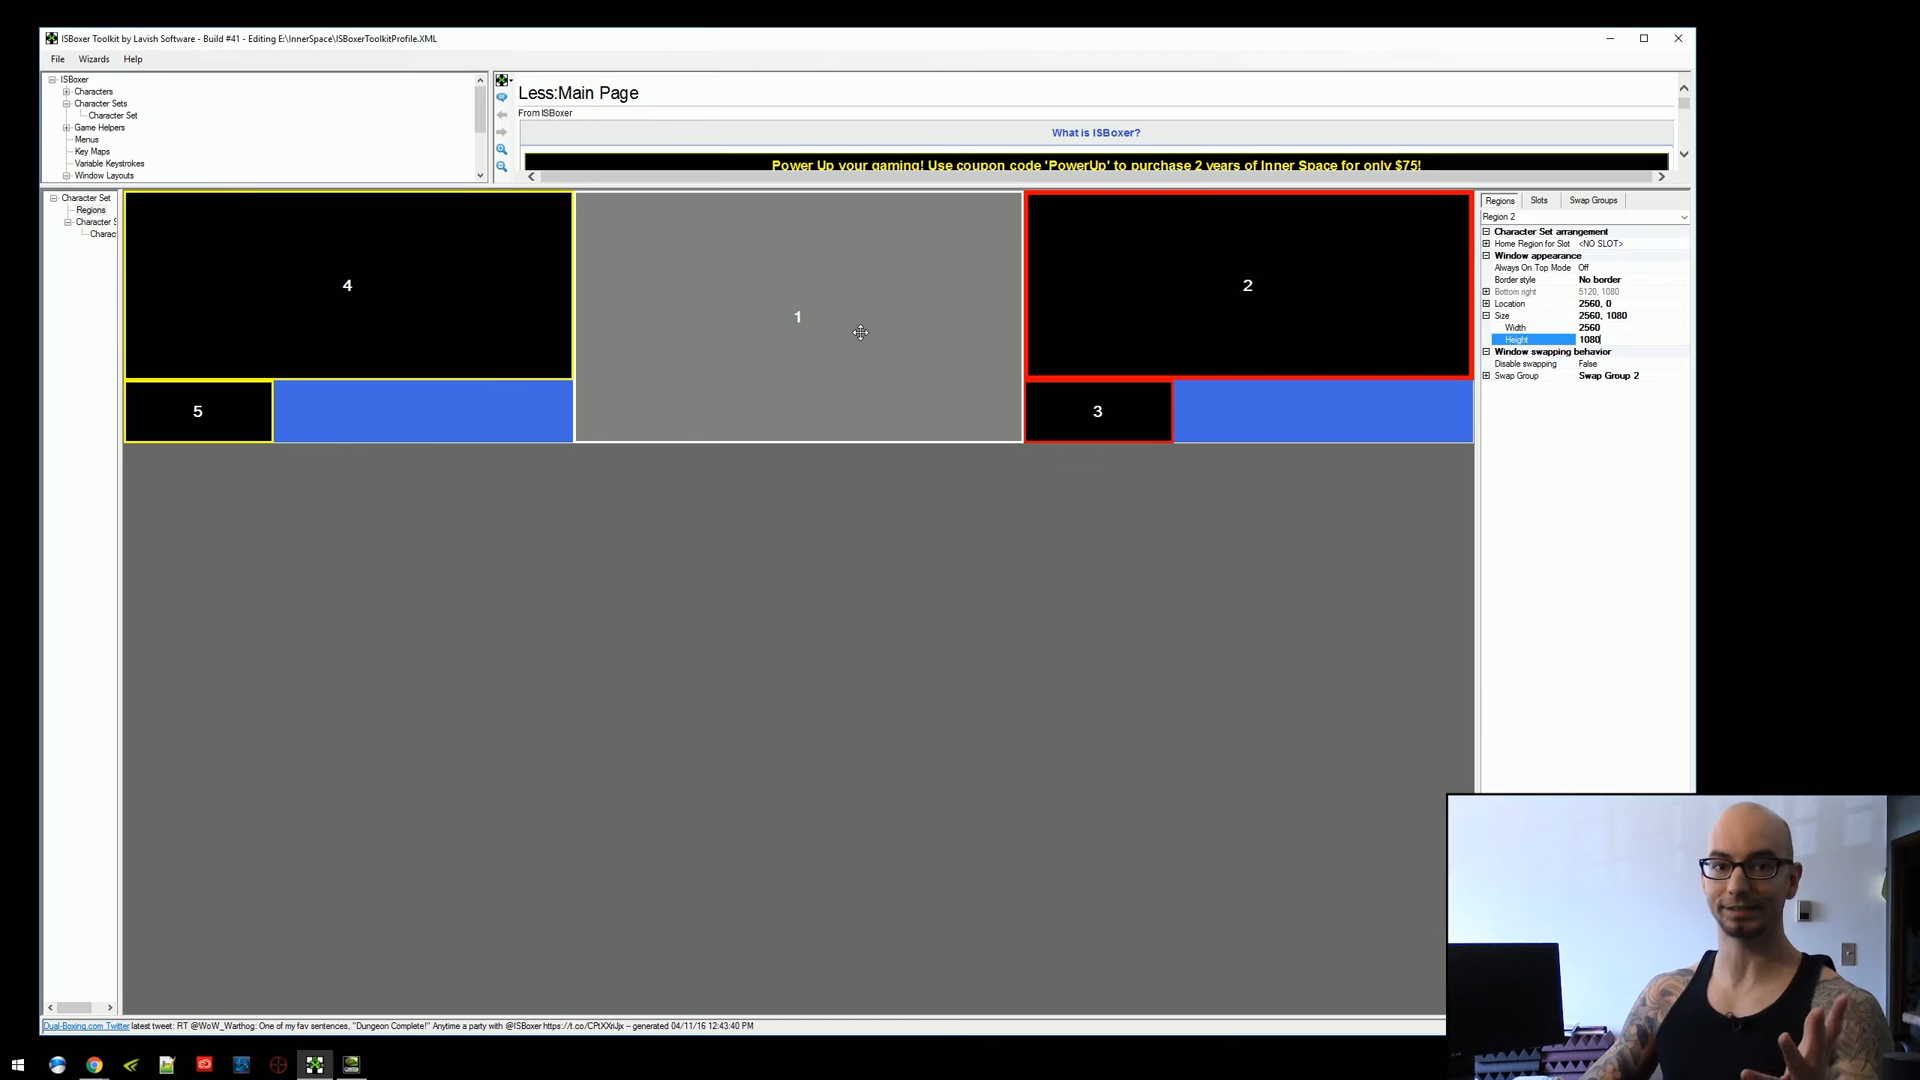 ISBoxer Toolkit by Lavish Software - Build #41 - Editing E:\InnerSpace\ISBoxerToolkitProfile.XML
File Wizards Help
ISBoxer
Characters
Character Sets
Character Set
Game Helpers
Menus
Key Maps
Variable Keystrokes
Window Layouts
Less:Main Page
From ISBoxer
What is ISBoxer?
Power Up your gaming! Use coupon code 'PowerUp' to purchase 2 years of Inner Space for only $75!
Character Set
Regions
Character S
Charac
4
1
2
5
3
Regions Slots Swap Groups
Region 2
Character Set arrangement
Home Region for Slot <NO SLOT>
Window appearance
Always On Top Mode Off
Border style No border
Bottom right 5120, 1080
Location 2560, 0
Size 2560, 1080
Width 2560
Height 1080
Window swapping behavior
Disable swapping False
Swap Group Swap Group 2
Dual-Boxing.com Twitter latest tweet: RT @WoW_Warthog: One of my fav sentences, "Dungeon Complete!" Anytime a party with @ISBoxer – generated 04/11/16 12:43:40 PM